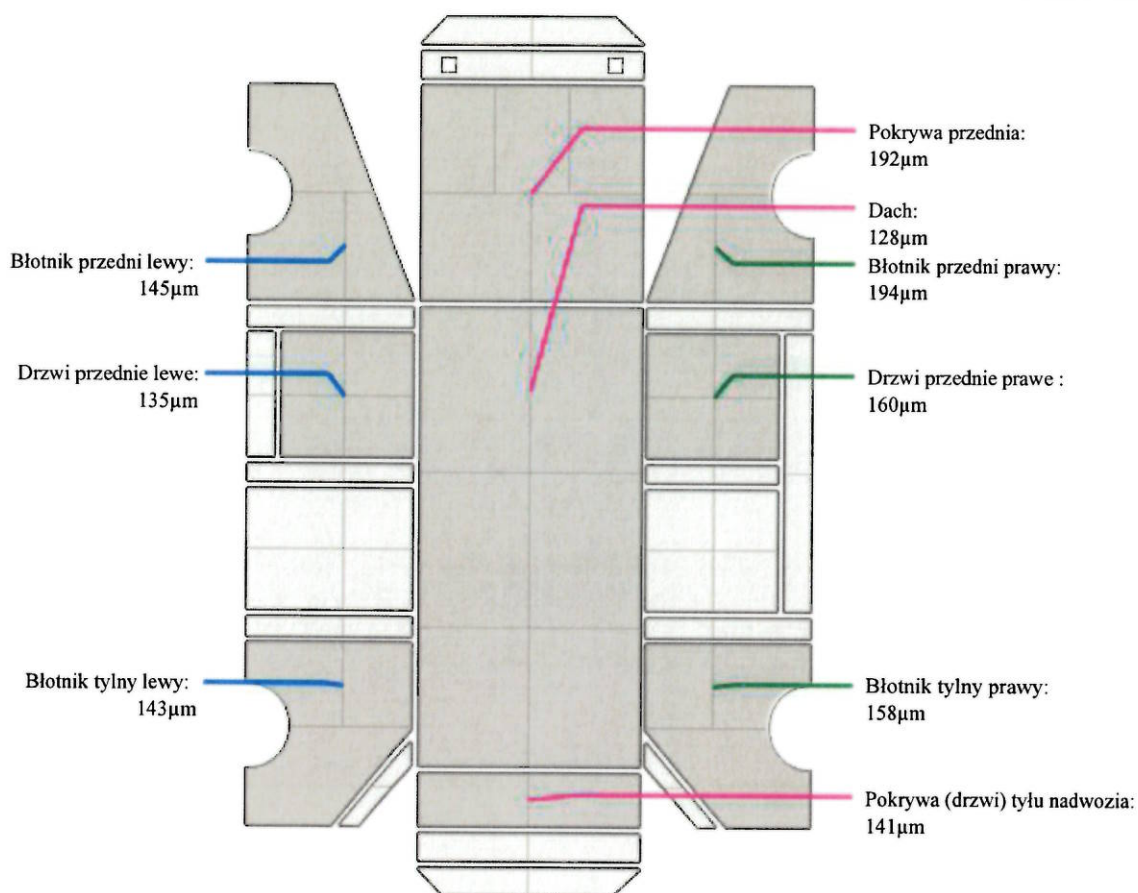 Pokrywa przednia:
192µm
Dach:
128µm
Błotnik przedni lewy:
145µm
Błotnik przedni prawy:
194µm
Drzwi przednie lewe:
135µm
Drzwi przednie prawe :
160µm
Błotnik tylny lewy:
143µm
Błotnik tylny prawy:
158µm
Pokrywa (drzwi) tyłu nadwozia:
141µm